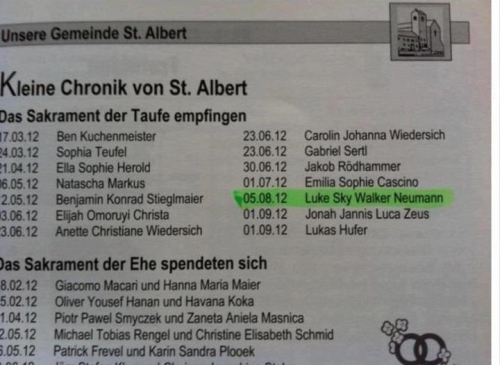 Unsere Gemeinde St. Albert
Kleine Chronik von St. Albert
Das Sakrament der Taufe empfingen
17.03.12 Ben Kuchenmeister
24.03.12 Sophia Teufel
21.04.12 Ella Sophie Herold
06.05.12 Natascha Markus
2.05.12 Benjamin Konrad Stieglmaier
03.06.12 Elijah Omoruyi Christa
23.06.12 Anette Christiane Wiedersich
23.06.12 Carolin Johanna Wiedersich
23.06.12 Gabriel Sertl
30.06.12 Jakob Rödhammer
01.07.12 Emilia Sophie Cascino
05.08.12 Luke Sky Walker Neumann
01.09.12 Jonah Jannis Luca Zeus
01.09.12 Lukas Hufer
Das Sakrament der Ehe spendeten sich
8.02.12 Giacomo Macari und Hanna Maria Maier
5.02.12 Oliver Yousef Hanan und Havana Koka
1.04.12 Piotr Pawel Smyczek und Zaneta Aniela Masnica
2.05.12 Michael Tobias Rengel und Christine Elisabeth Schmid
6.05.12 Patrick Frevel und Karin Sandra Plooek